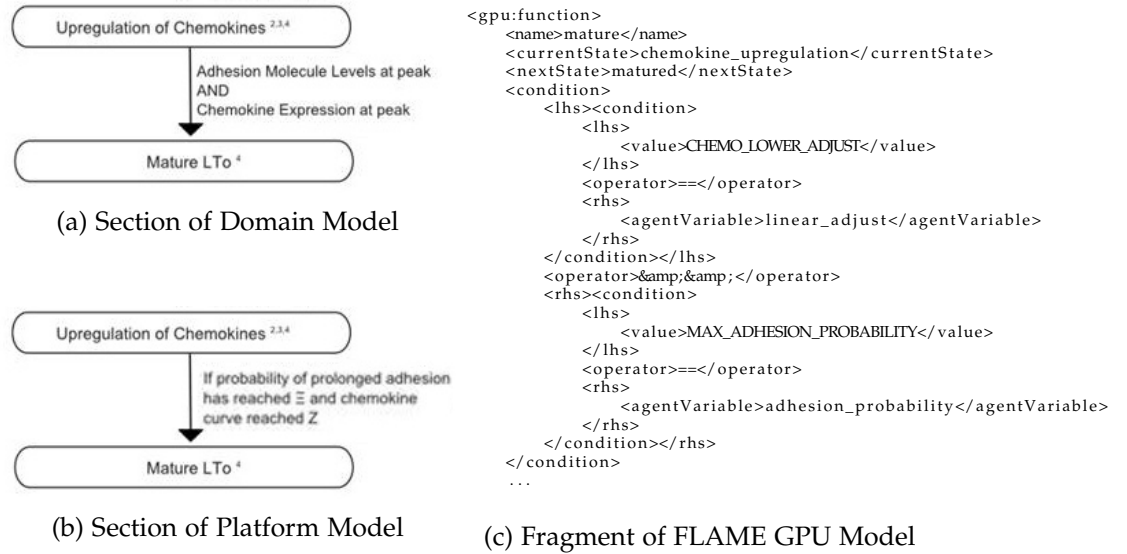 Upregulation of Chemokines 2,3,4
Adhesion Molecule Levels at peak
AND
Chemokine Expression at peak
Mature LTo 4
(a) Section of Domain Model
Upregulation of Chemokines 2,3,4
If probability of prolonged adhesion
has reached Ξ and chemokine
curve reached Z
Mature LTo 4
(b) Section of Platform Model
<gpu:function>
<name>mature</name>
<currentState>chemokine_upregulation</currentState>
<nextState>matured</nextState>
<condition>
<lhs><condition>
<lhs>
<value>CHEMO_LOWER_ADJUST</value>
</lhs>
<operator>==</operator>
<rhs>
<agentVariable>linear_adjust</agentVariable>
</rhs>
</condition></lhs>
<operator>&amp;&amp;</operator>
<rhs><condition>
<lhs>
<value>MAX_ADHESION_PROBABILITY</value>
</lhs>
<operator>==</operator>
<rhs>
<agentVariable>adhesion_probability</agentVariable>
</rhs>
</condition></rhs>
</condition>
...
(c) Fragment of FLAME GPU Model